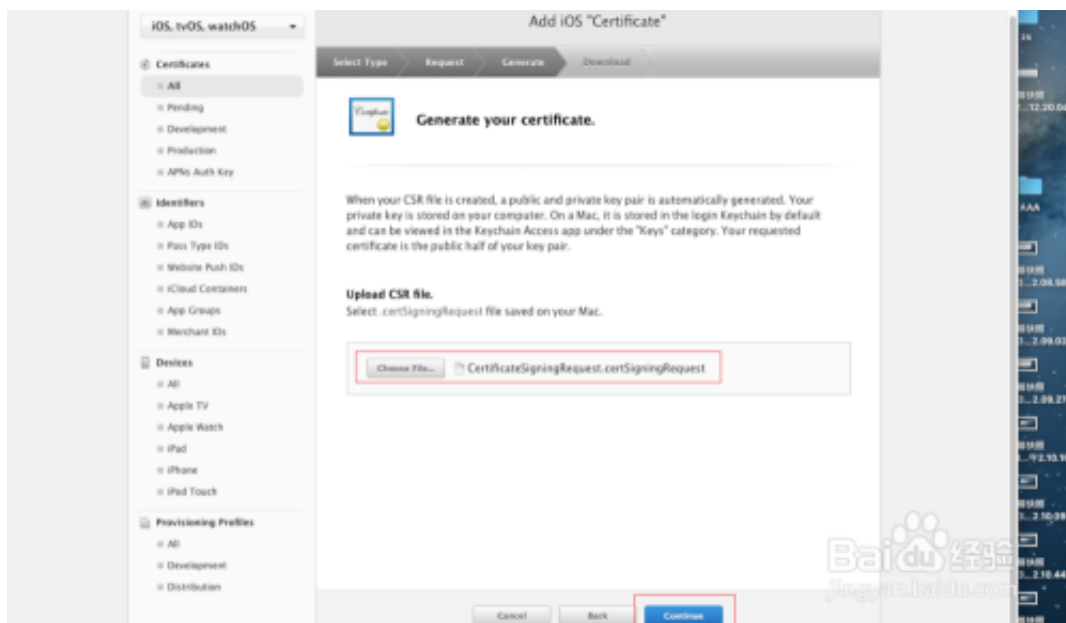 iOS, tvOS, watchOS
Certificates
All
Pending
Development
Production
APNs Auth Key
Identifiers
App IDs
Pass Type IDs
Website Push IDs
iCloud Containers
App Groups
Merchant IDs
Devices
All
Apple TV
Apple Watch
iPad
iPhone
iPod Touch
Provisioning Profiles
All
Development
Distribution
Add iOS "Certificate"
Select Type Request Generate Download
Generate your certificate.
When your CSR file is created, a public and private key pair is automatically generated. Your
private key is stored on your computer. On a Mac, it is stored in the login Keychain by default
and can be viewed in the Keychain Access app under the "Keys" category. Your requested
certificate is the public half of your key pair.
Upload CSR file.
Select .certSigningRequest file saved on your Mac.
Choose File... CertificateSigningRequest.certSigningRequest
Cancel Back Continue
AAA
Baidu 经验
jingyan.baidu.com